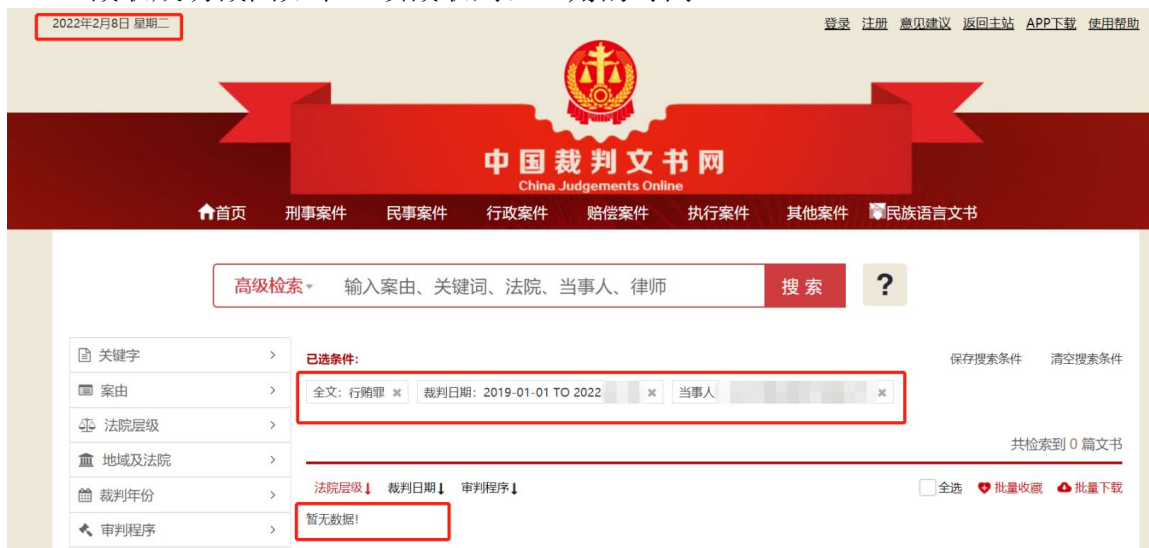 2022年2月8日 星期二
登录 注册 意见建议 返回主站 APP下载 使用帮助
中国裁判文书网
China Judgements Online
首页 刑事案件 民事案件 行政案件 赔偿案件 执行案件 其他案件 民族语言文书
高级检索 输入案由、关键词、法院、当事人、律师 搜索 ?
关键字
案由
法院层级
地域及法院
裁判年份
审判程序
已选条件:
保存搜索条件 清空搜索条件
全文：行贿罪 × 裁判日期：2019-01-01 TO 2022 × 当事人 ×
共检索到 0 篇文书
法院层级 裁判日期 审判程序
全选 批量收藏 批量下载
暂无数据!